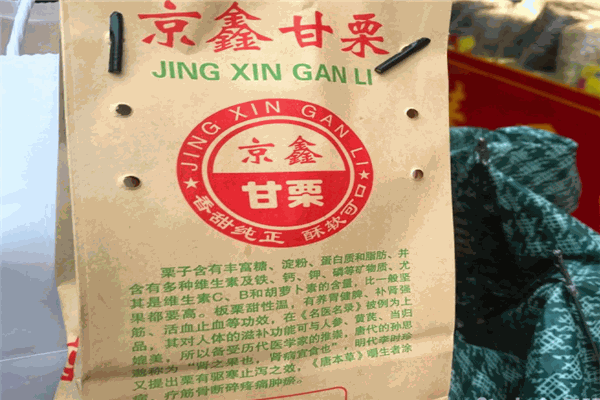 京鑫甘栗
JING XIN GAN LI
JING XIN GAN LI
京鑫
甘栗
香甜纯正 酥软可口
栗子含有丰富糖、淀粉、蛋白质和脂肪、并
含有多种维生素及铁、钙、钾、磷等矿物质、尤
其是维生素C、B和胡萝卜素的含量，比一般坚
果都要高。板栗甜性温，有养胃健脾、补肾强
筋、活血止血等功效，在《名医名录》被例为上
品，其对人体的滋补功能可与人参、黄芪、当归
媲美，所以备受历代医学家的推崇，唐代的孙思
邈称为"肾之果也，肾病宜食也"，明代李时珍
又提出栗有驱寒止泻之效，《唐本草》嚼生者涂
疗筋骨断碎疼痛肿瘀。